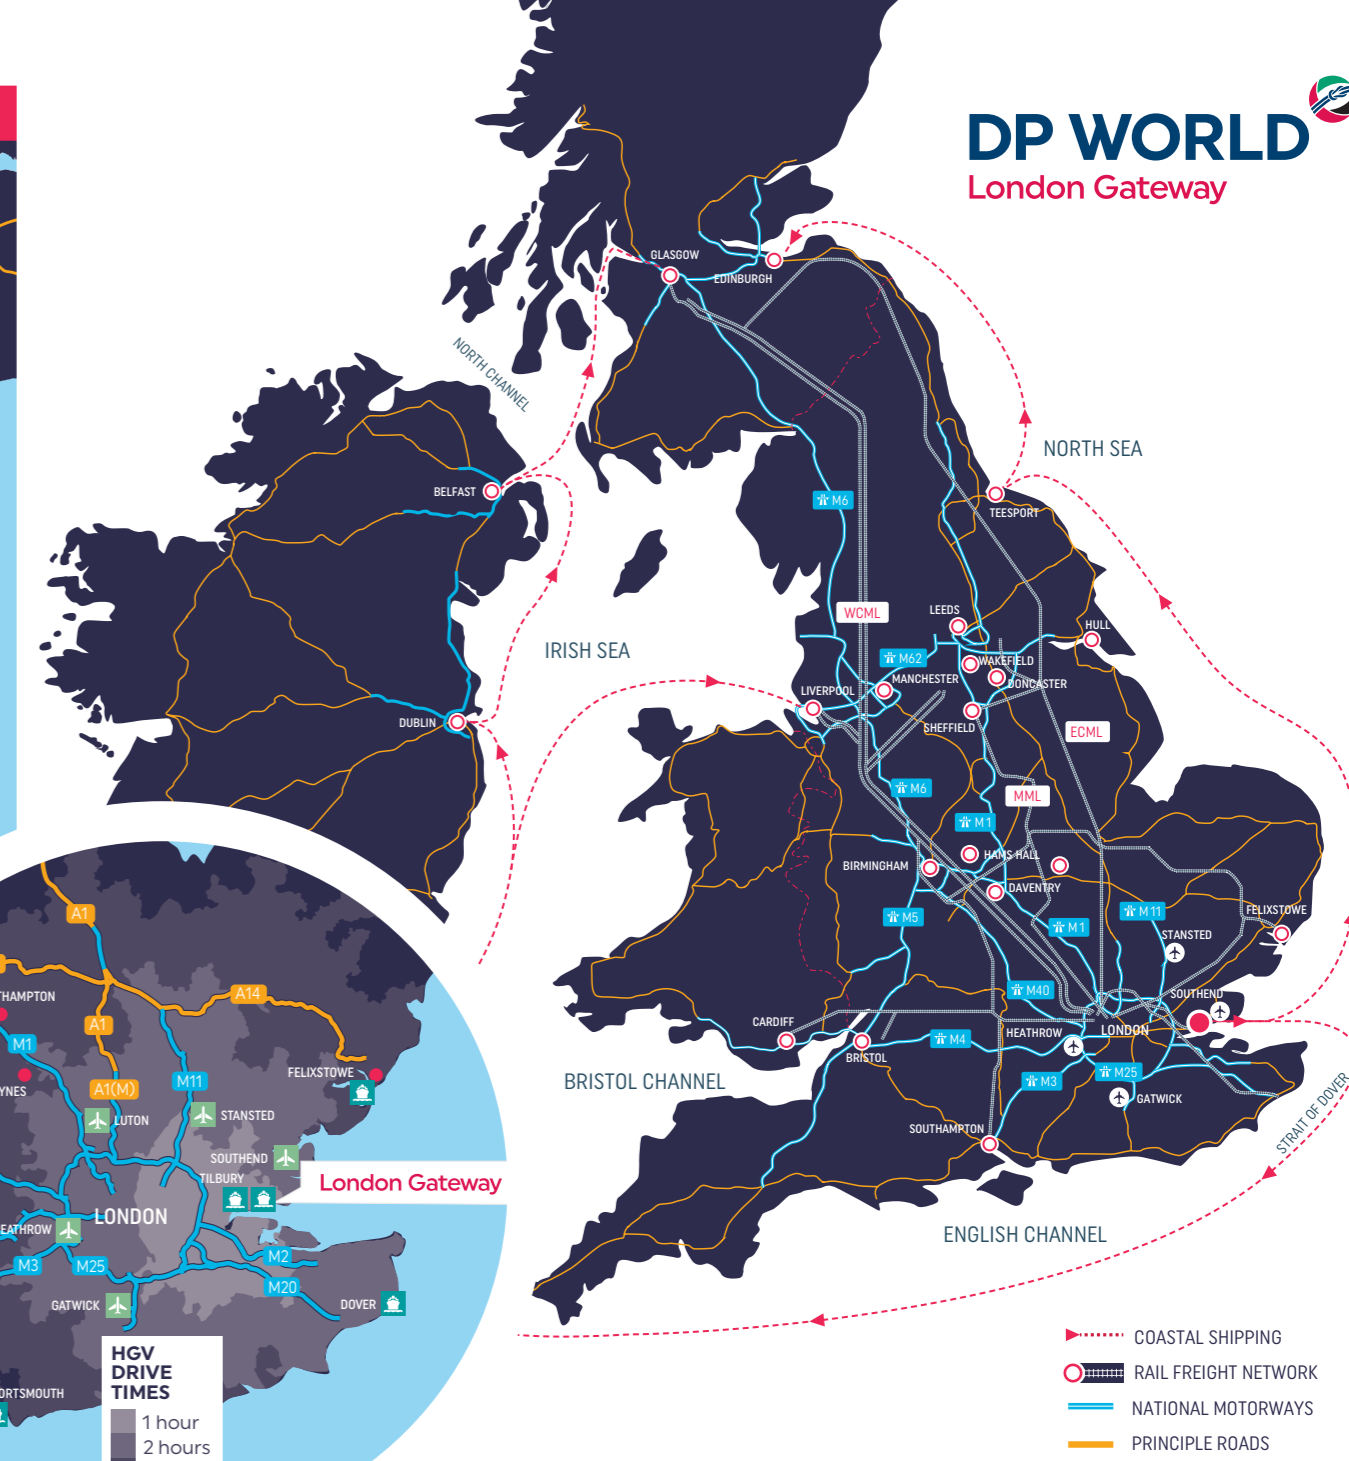 DP WORLD
London Gateway
GLASGOW
EDINBURGH
NORTH CHANNEL
NORTH SEA
BELFAST
M6
TEESPORT
WCML
LEEDS
HULL
IRISH SEA
M62
WAKEFIELD
MANCHESTER
DONCASTER
LIVERPOOL
DUBLIN
SHEFFIELD
ECML
M6
MML
M1
HAMS HALL
BIRMINGHAM
DAVENTRY
M5
M1
M11
FELIXSTOWE
STANSTED
M40
SOUTHEND
CARDIFF
HEATHROW
LONDON
BRISTOL
M4
M3
M25
GATWICK
BRISTOL CHANNEL
SOUTHAMPTON
STRAIT OF DOVER
ENGLISH CHANNEL
A1
THAMPTON
A14
A1
M1
YNES
A1(M)
M11
FELIXSTOWE
LUTON
STANSTED
SOUTHEND
TILBURY
London Gateway
LONDON
EATHROW
M3
M25
M2
M20
GATWICK
DOVER
ORTSMOUTH
HGV
DRIVE
TIMES
1 hour
2 hours
COASTAL SHIPPING
RAIL FREIGHT NETWORK
NATIONAL MOTORWAYS
PRINCIPLE ROADS